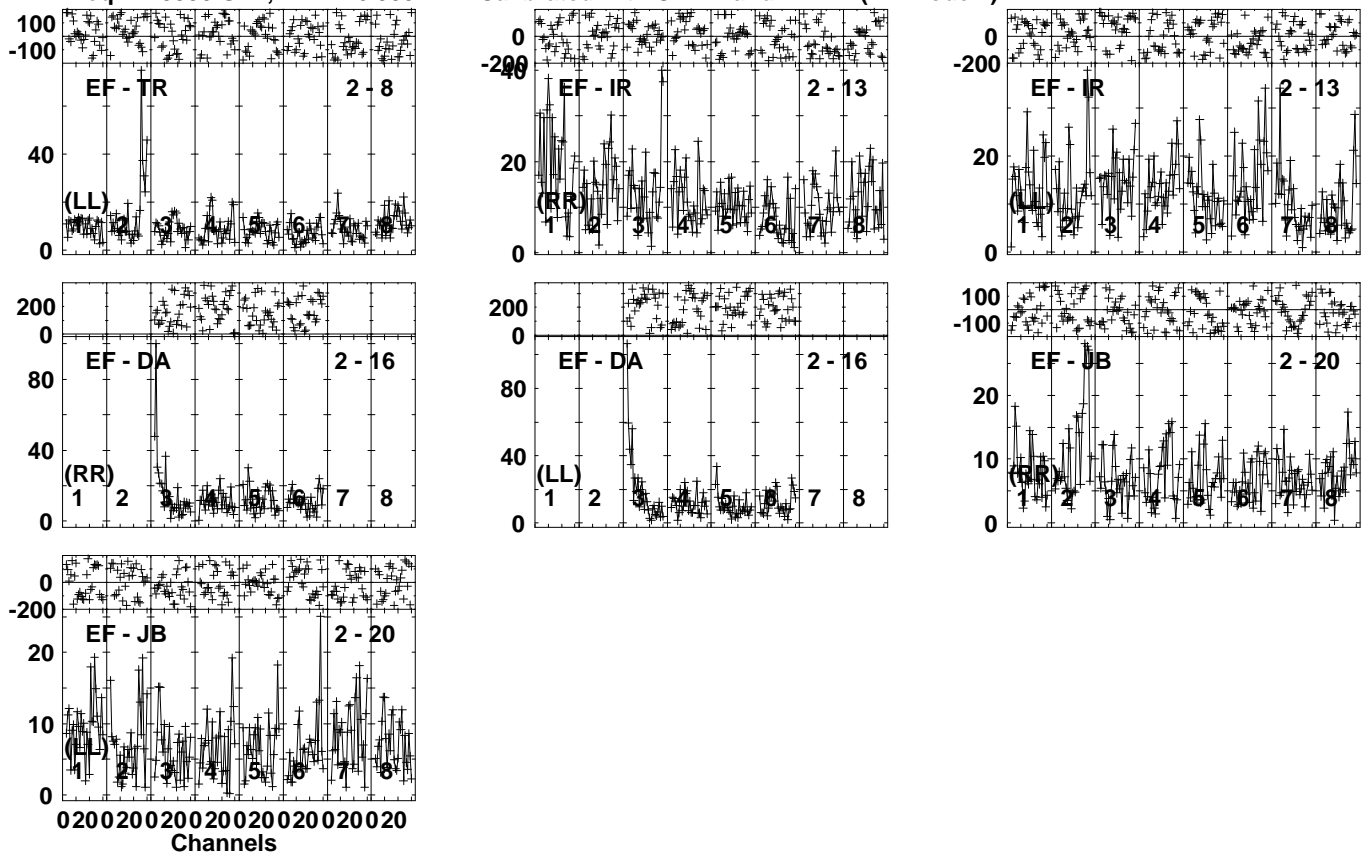 100
-100
EF - TR 2 - 8
40
(LL)
0
1 2 3 4 5 6 7 8
0
-200
40
EF - IR 2 - 13
20
(RR)
0
1 2 3 4 5 6 7 8
0
-200
EF - IR 2 - 13
20
(LL)
0
1 2 3 4 5 6 7 8
200
0
EF - DA 2 - 16
80
40
(RR)
0
1 2 3 4 5 6 7 8
200
0
EF - DA 2 - 16
80
40
(LL)
0
1 2 3 4 5 6 7 8
100
-100
EF - JB 2 - 20
20
10
(RR)
0
1 2 3 4 5 6 7 8
0
-200
EF - JB 2 - 20
20
10
(LL)
0
1 2 3 4 5 6 7 8
0 20 0 20 0 20 0 20 0 20 0 20 0 20 0 20
Channels